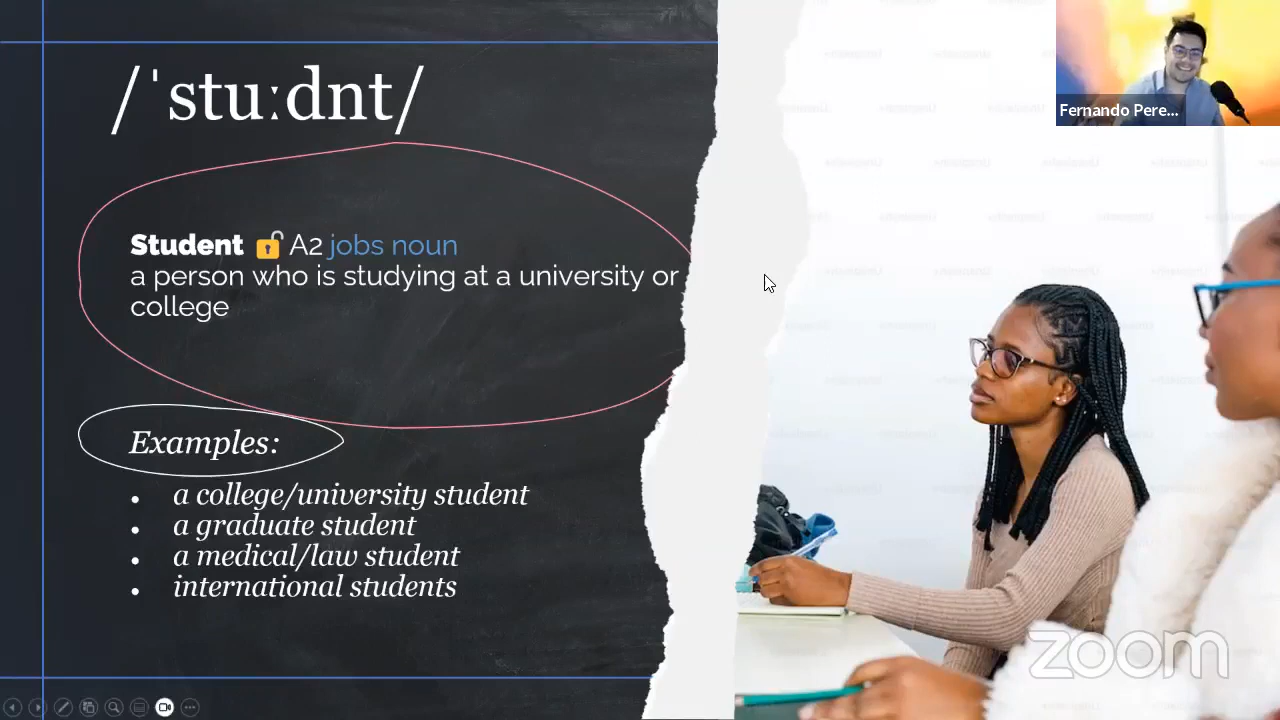 /ˈstuːdnt/
Fernando Pere...
Student 🔓 A2 jobs noun
a person who is studying at a university or
college
Examples:
• a college/university student
• a graduate student
• a medical/law student
• international students
zoom